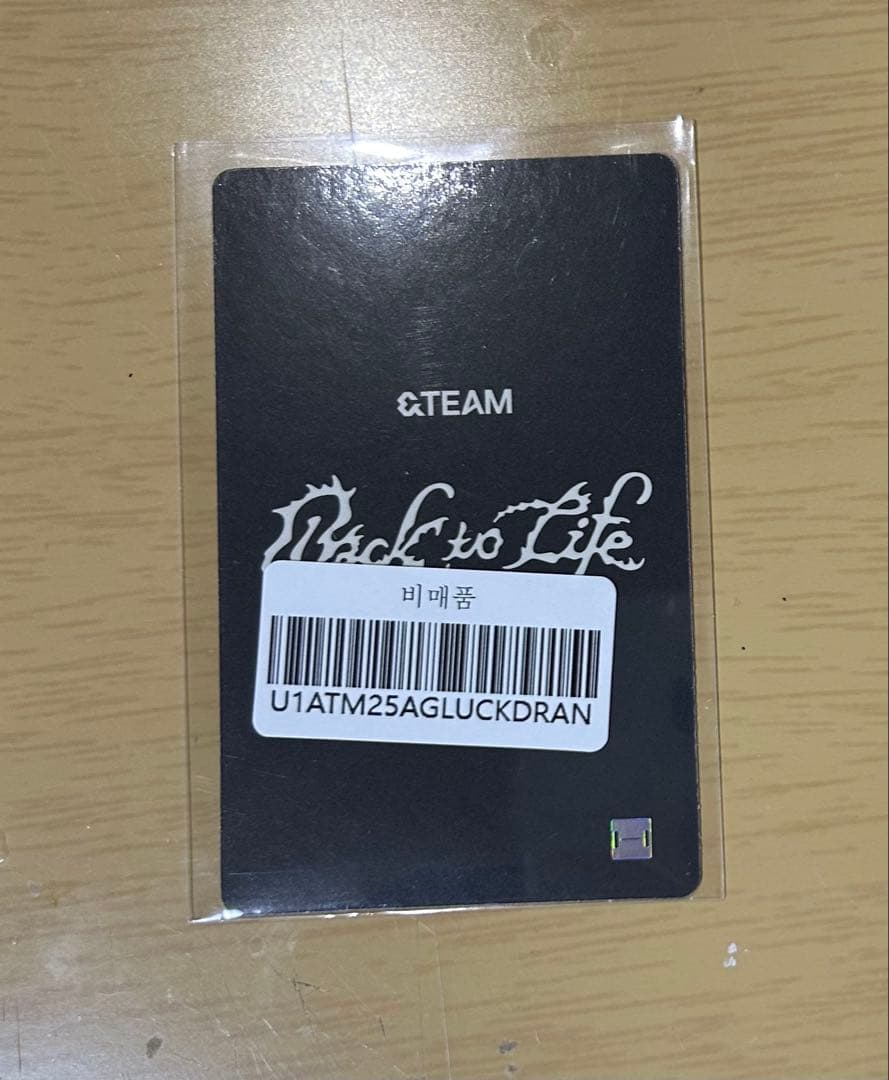 &TEAM
Back to Life
비매품
U1ATM25AGLUCKDRAN